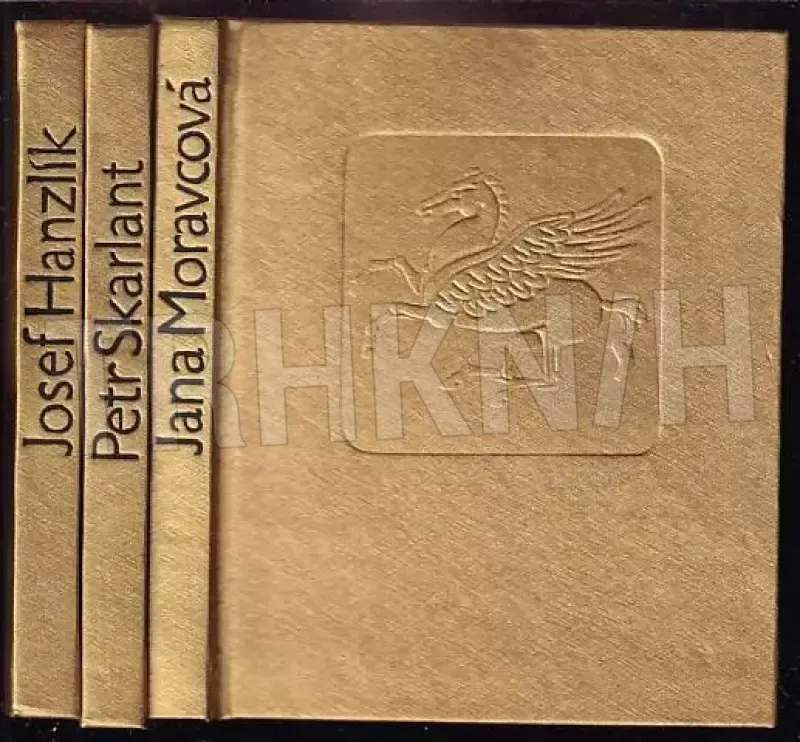 Josef Hanzlík
Petr Skarlant
Jana Moravcová
RHKNIH